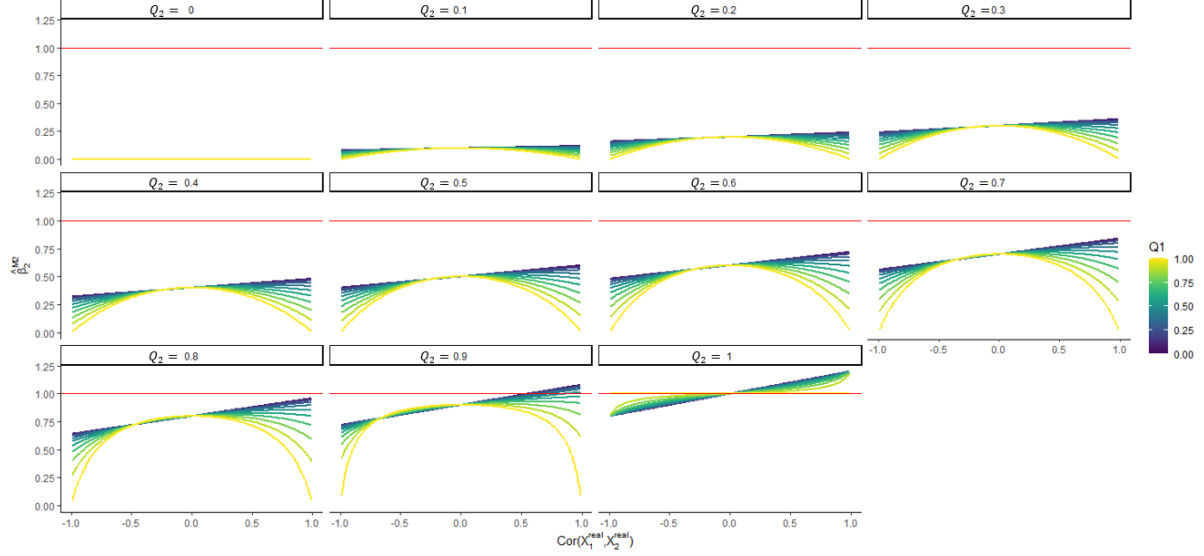 Q₂ = 0
Q₂ = 0.1
Q₂ = 0.2
Q₂ = 0.3
1.25
1.00
0.75
0.50
0.25
0.00
Q₂ = 0.4
Q₂ = 0.5
Q₂ = 0.6
Q₂ = 0.7
1.25
1.00
0.75
0.50
0.25
0.00
-1.0 -0.5 0.0 0.5 1.0
Q₂ = 0.8
Q₂ = 0.9
Q₂ = 1
1.25
1.00
0.75
0.50
0.25
0.00
-1.0 -0.5 0.0 0.5 1.0
-1.0 -0.5 0.0 0.5 1.0
-1.0 -0.5 0.0 0.5 1.0
β̂₂ᴹ²
Cor(X₁ʳᵉᵃˡ,X₂ʳᵉᵃˡ)
Q1
1.00
0.75
0.50
0.25
0.00